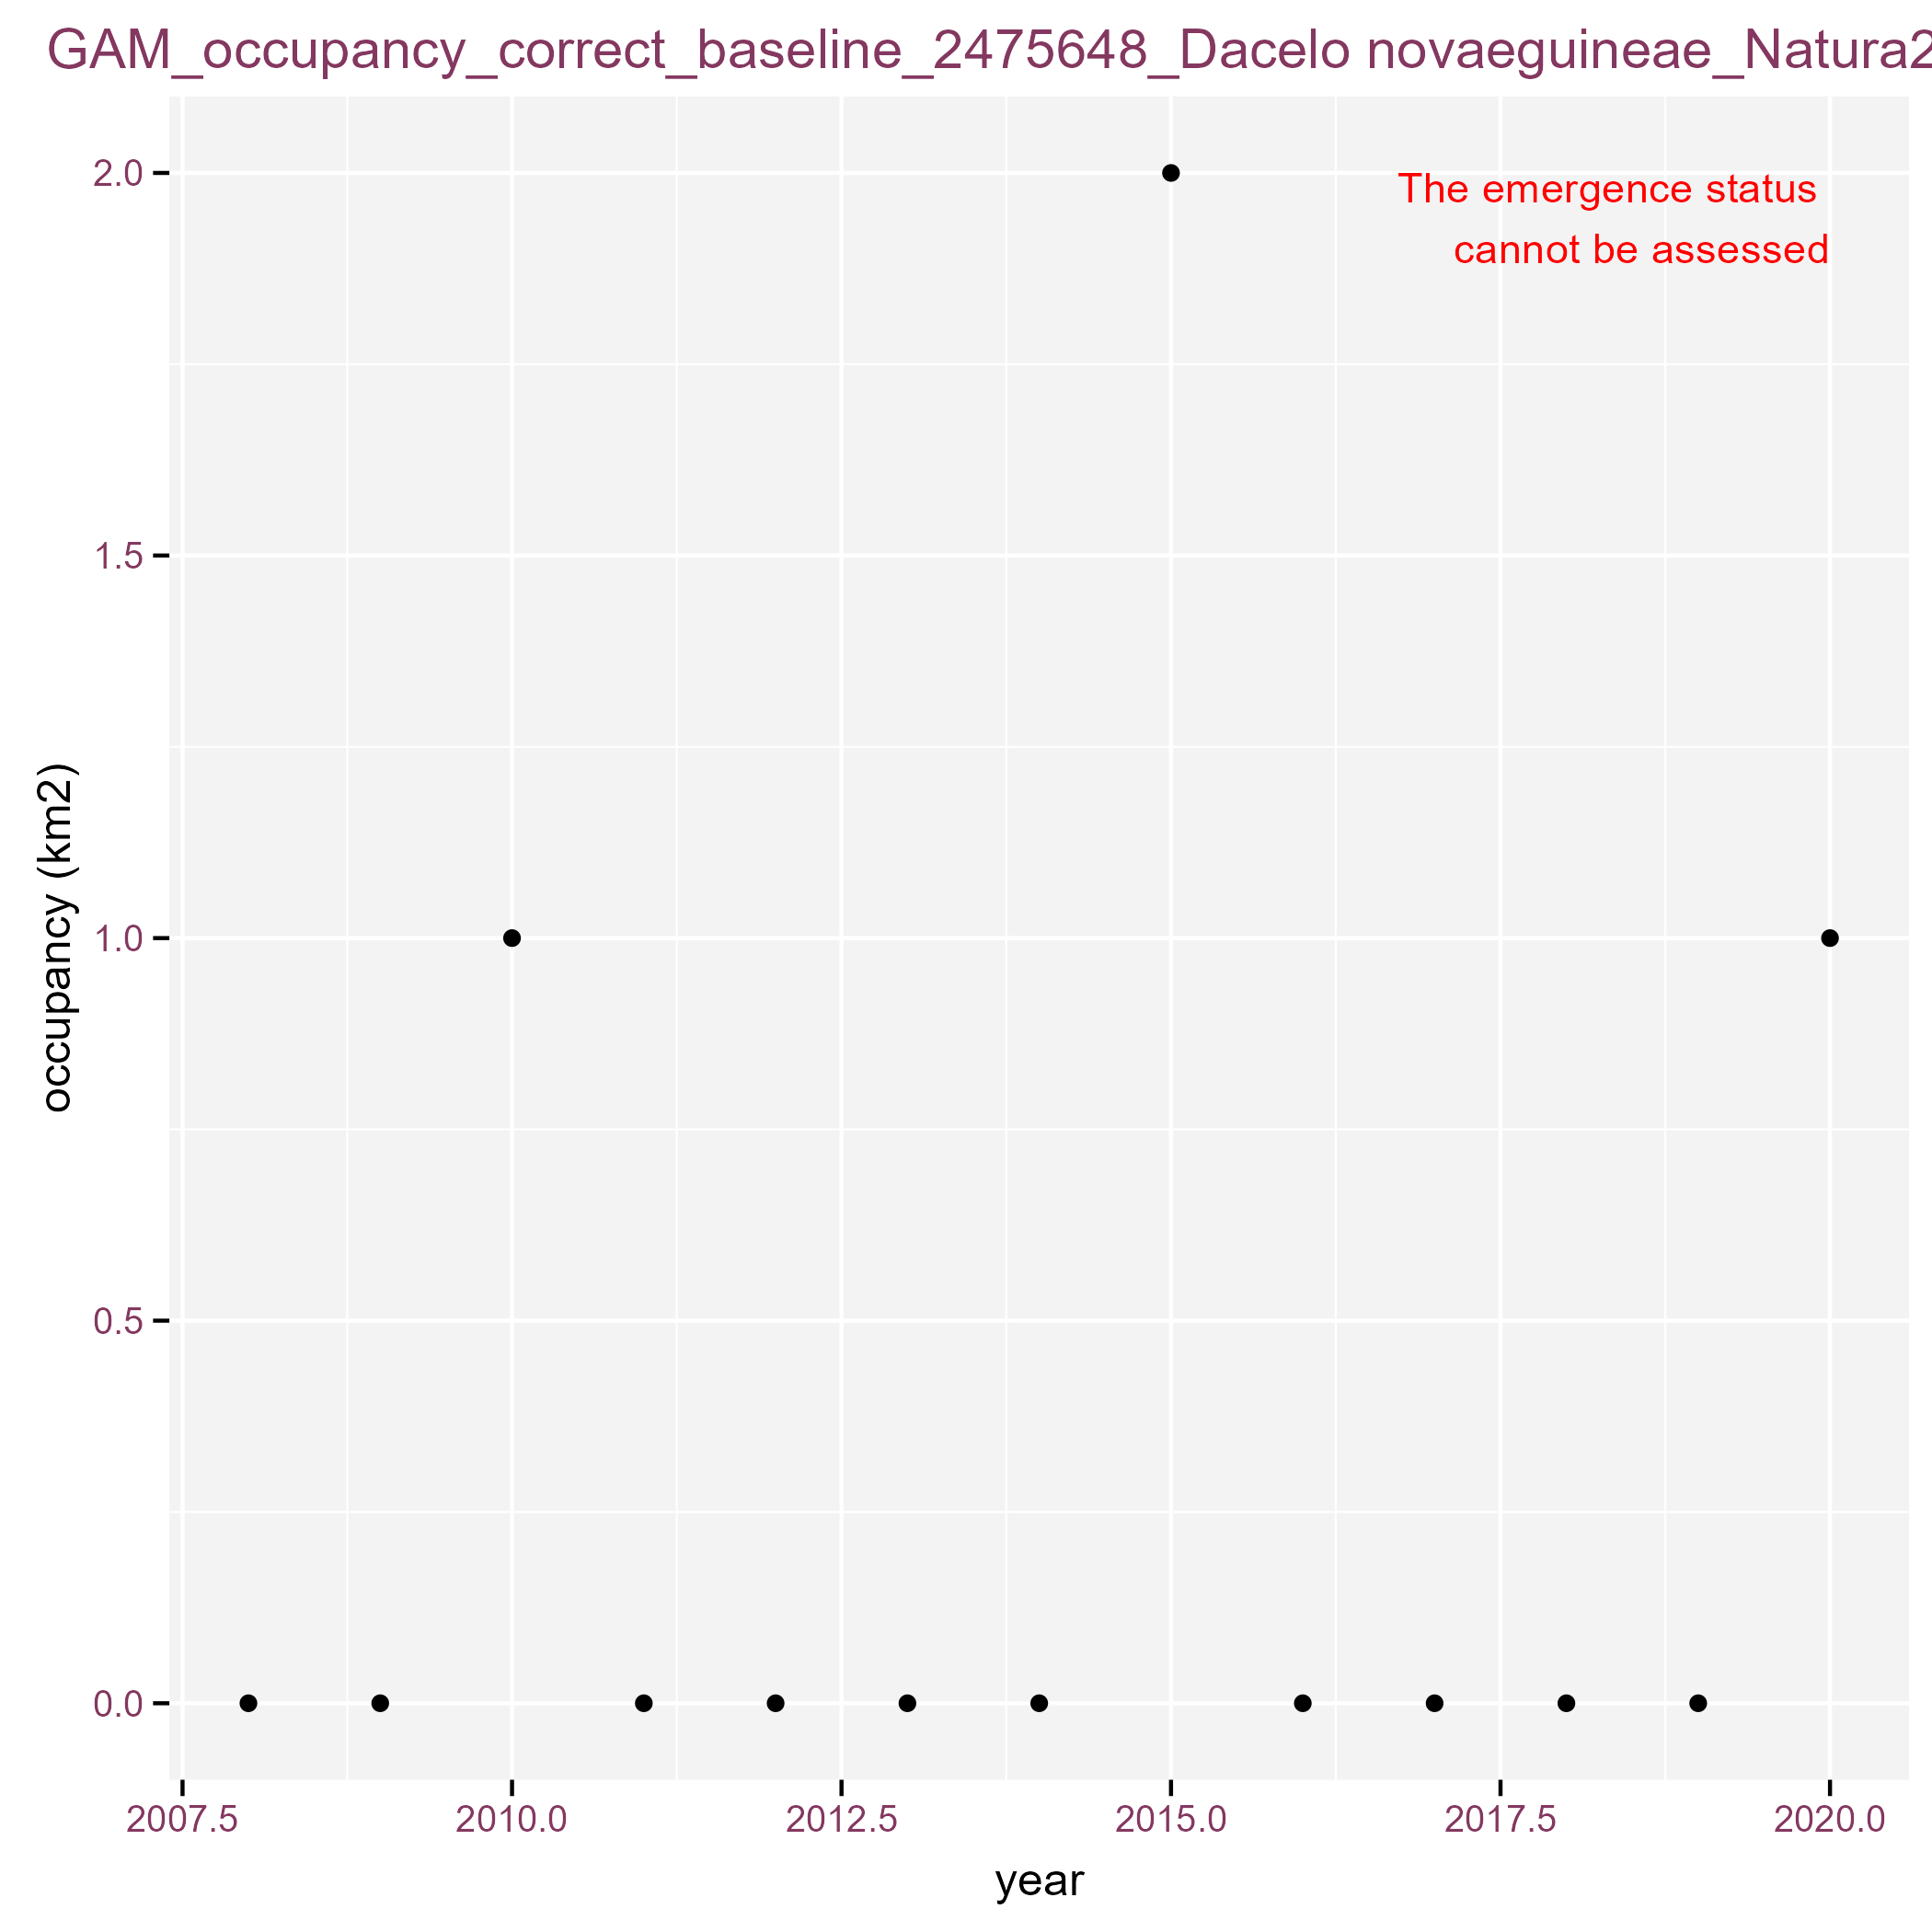 GAM_occupancy_correct_baseline_2475648_Dacelo novaeguineae_Natura2
The emergence status
cannot be assessed
2.0
1.5
1.0
0.5
0.0
occupancy (km2)
2007.5 2010.0 2012.5 2015.0 2017.5 2020.0
year